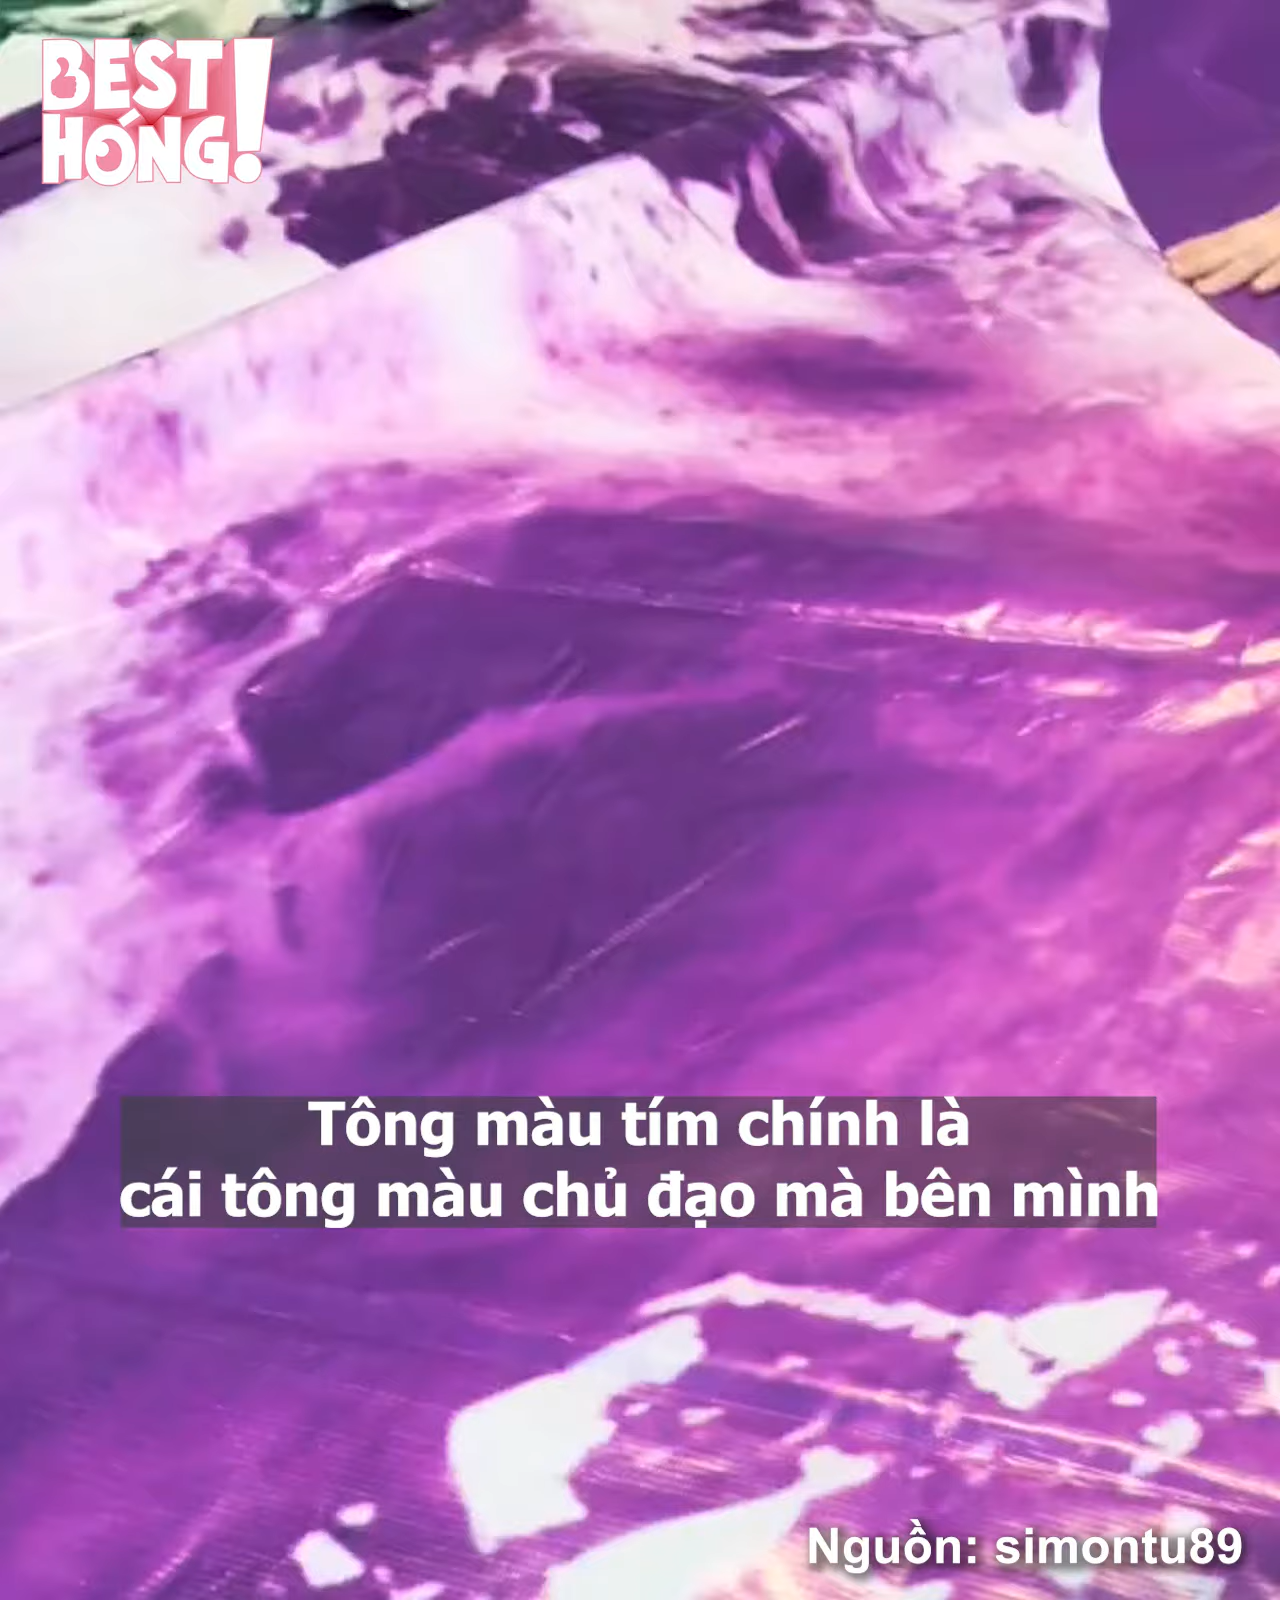 BEST
HÓNG!
Tông màu tím chính là
cái tông màu chủ đạo mà bên mình
Nguồn: simontu89